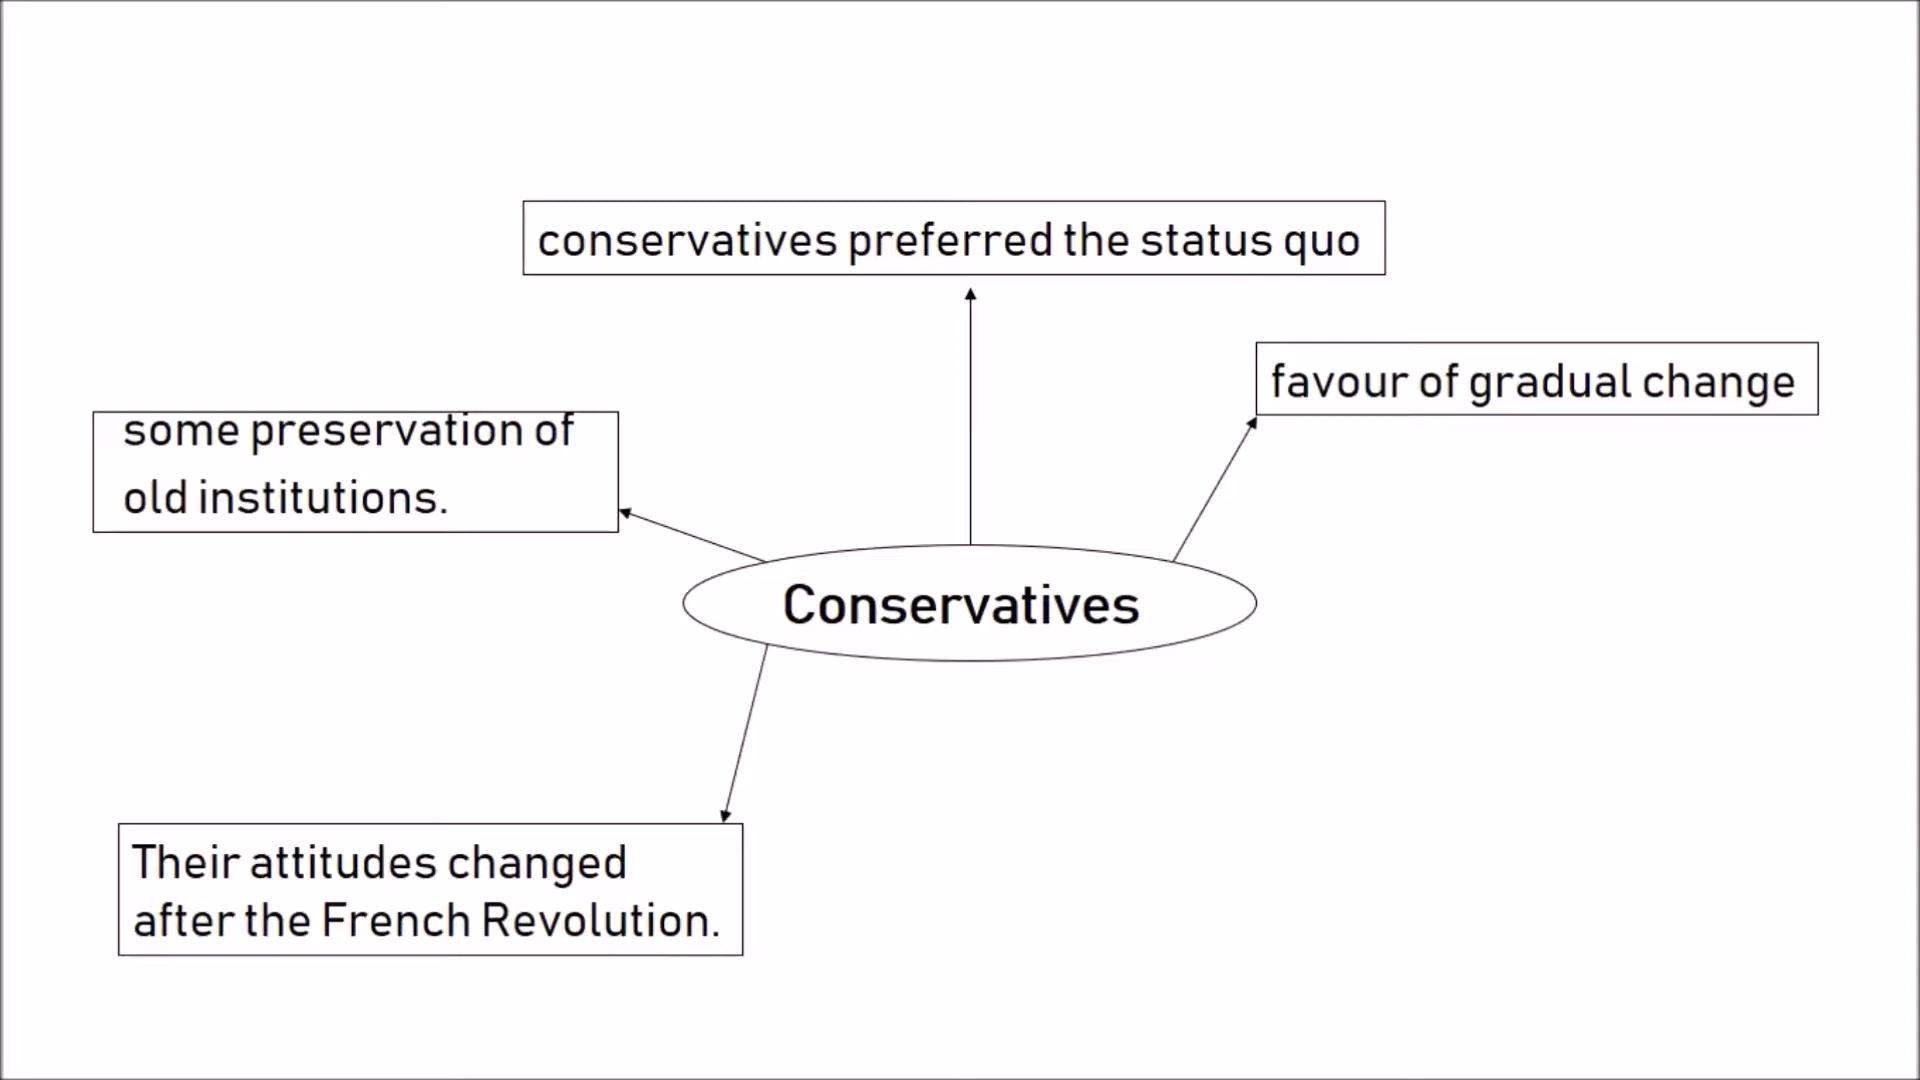 conservatives preferred the status quo
favour of gradual change
some preservation of
old institutions.
Conservatives
Their attitudes changed
after the French Revolution.